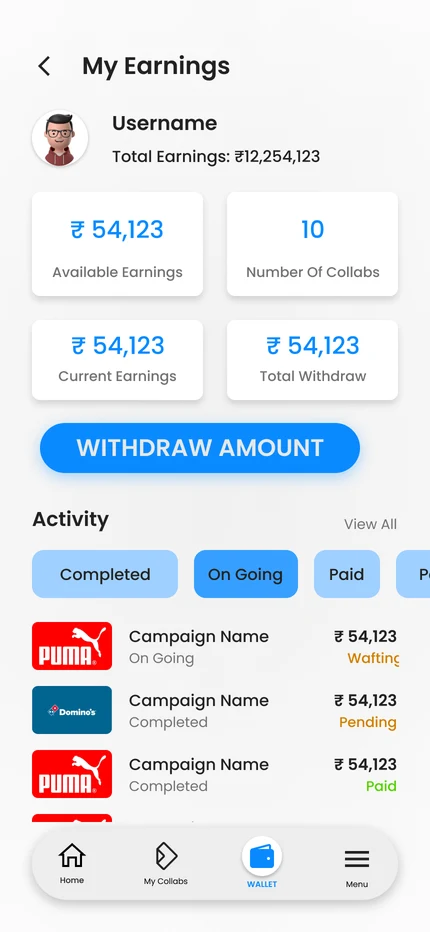 My Earnings
Username
Total Earnings: ₹12,254,123
₹ 54,123
10
Available Earnings
Number Of Collabs
₹ 54,123
₹ 54,123
Current Earnings
Total Withdraw
WITHDRAW AMOUNT
Activity
View All
Completed
On Going
Paid
PUMA
Campaign Name
₹ 54,123
On Going
Wafting
Domino's
Campaign Name
₹ 54,123
Completed
Pending
PUMA
Campaign Name
₹ 54,123
Completed
Paid
Home
My Collabs
WALLET
Menu